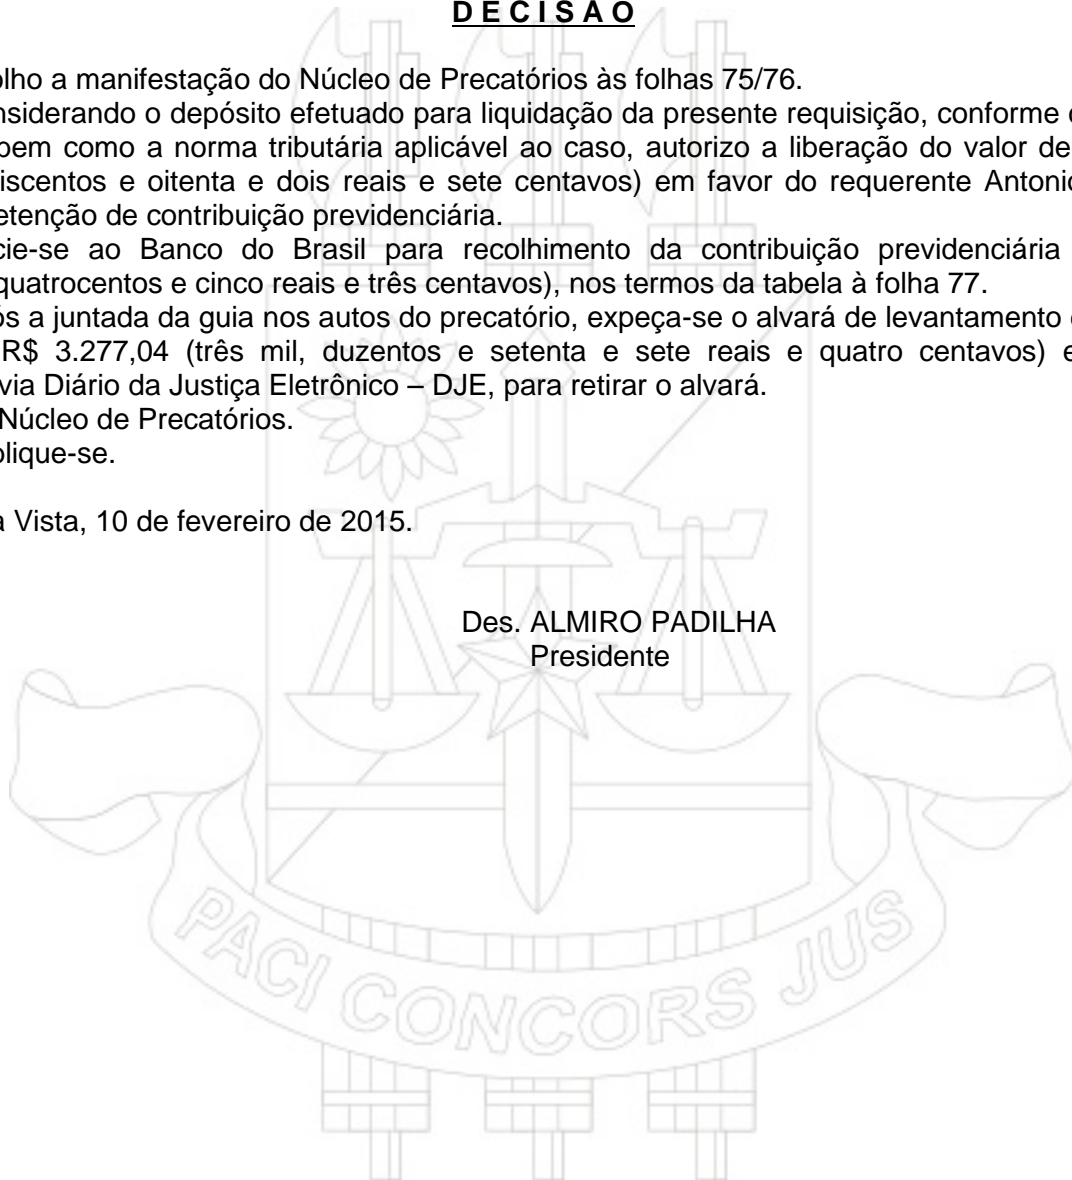 D E C I S Ã O
olho a manifestação do Núcleo de Precatórios às folhas 75/76.
nsiderando o depósito efetuado para liquidação da presente requisição, conforme
bem como a norma tributária aplicável ao caso, autorizo a liberação do valor de
iscentos e oitenta e dois reais e sete centavos) em favor do requerente Antonio
etenção de contribuição previdenciária.
cie-se ao Banco do Brasil para recolhimento da contribuição previdenciária
quatrocentos e cinco reais e três centavos), nos termos da tabela à folha 77.
ós a juntada da guia nos autos do precatório, expeça-se o alvará de levantamento
R$ 3.277,04 (três mil, duzentos e setenta e sete reais e quatro centavos) e
via Diário da Justiça Eletrônico – DJE, para retirar o alvará.
Núcleo de Precatórios.
blique-se.
a Vista, 10 de fevereiro de 2015.
Des. ALMIRO PADILHA
Presidente
PACI CONCORS JUS